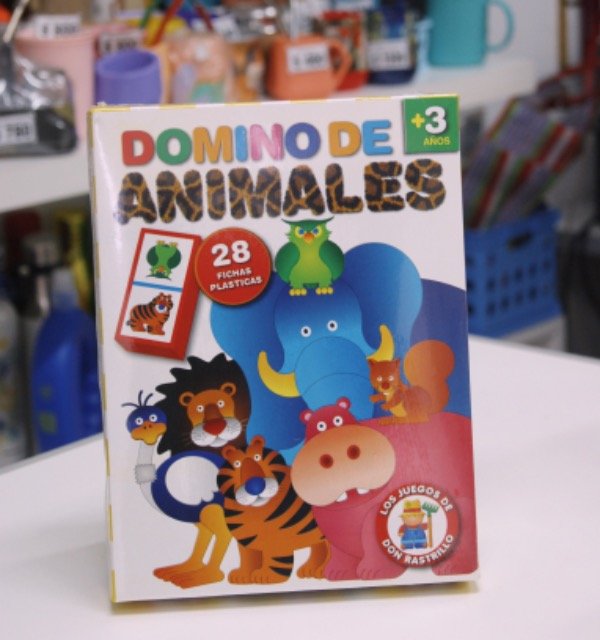 DOMINO DE
ANIMALES
+3
AÑOS
28
FICHAS
PLASTICAS
LOS JUEGOS DE
DON RASTRILLO